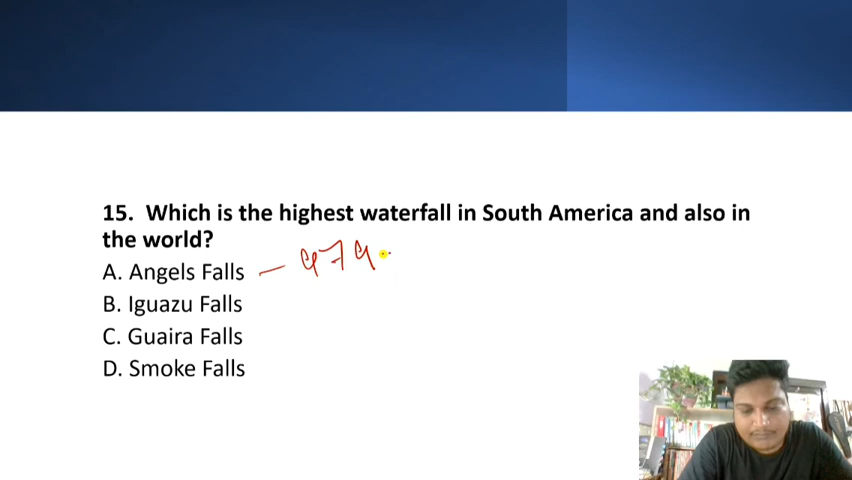 15. Which is the highest waterfall in South America and also in
the world?
A. Angels Falls — 979
B. Iguazu Falls
C. Guaira Falls
D. Smoke Falls